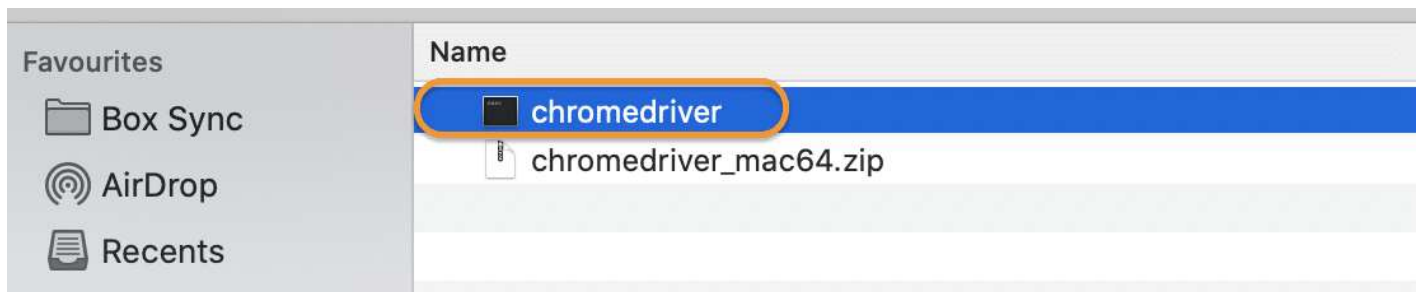 Favourites
Name
Box Sync
chromedriver
AirDrop
chromedriver_mac64.zip
Recents